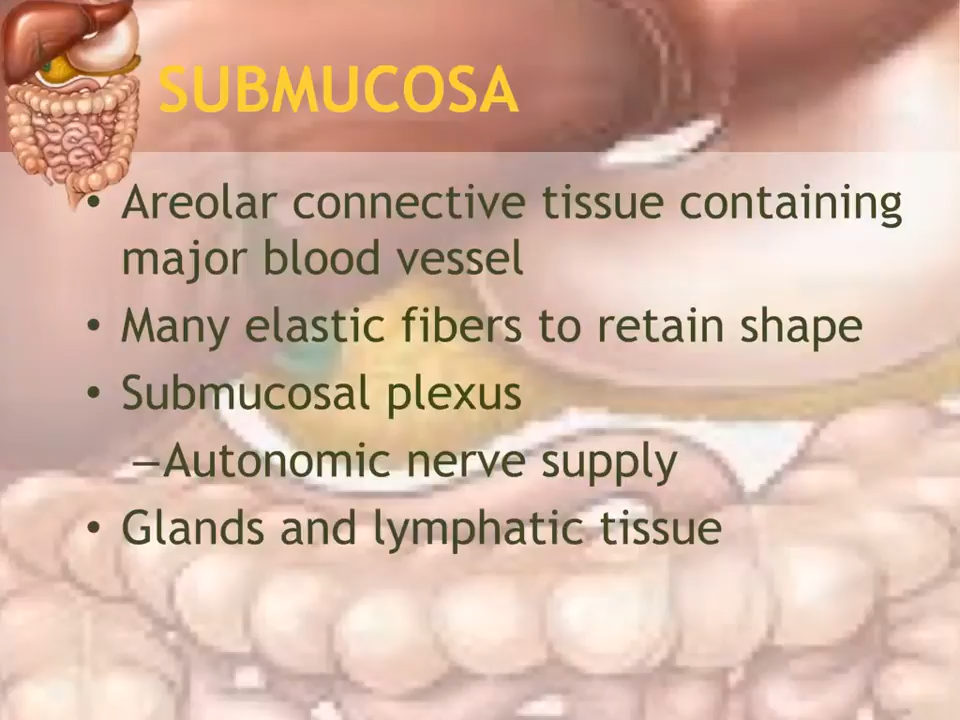 SUBMUCOSA
• Areolar connective tissue containing
major blood vessel
• Many elastic fibers to retain shape
• Submucosal plexus
–Autonomic nerve supply
• Glands and lymphatic tissue